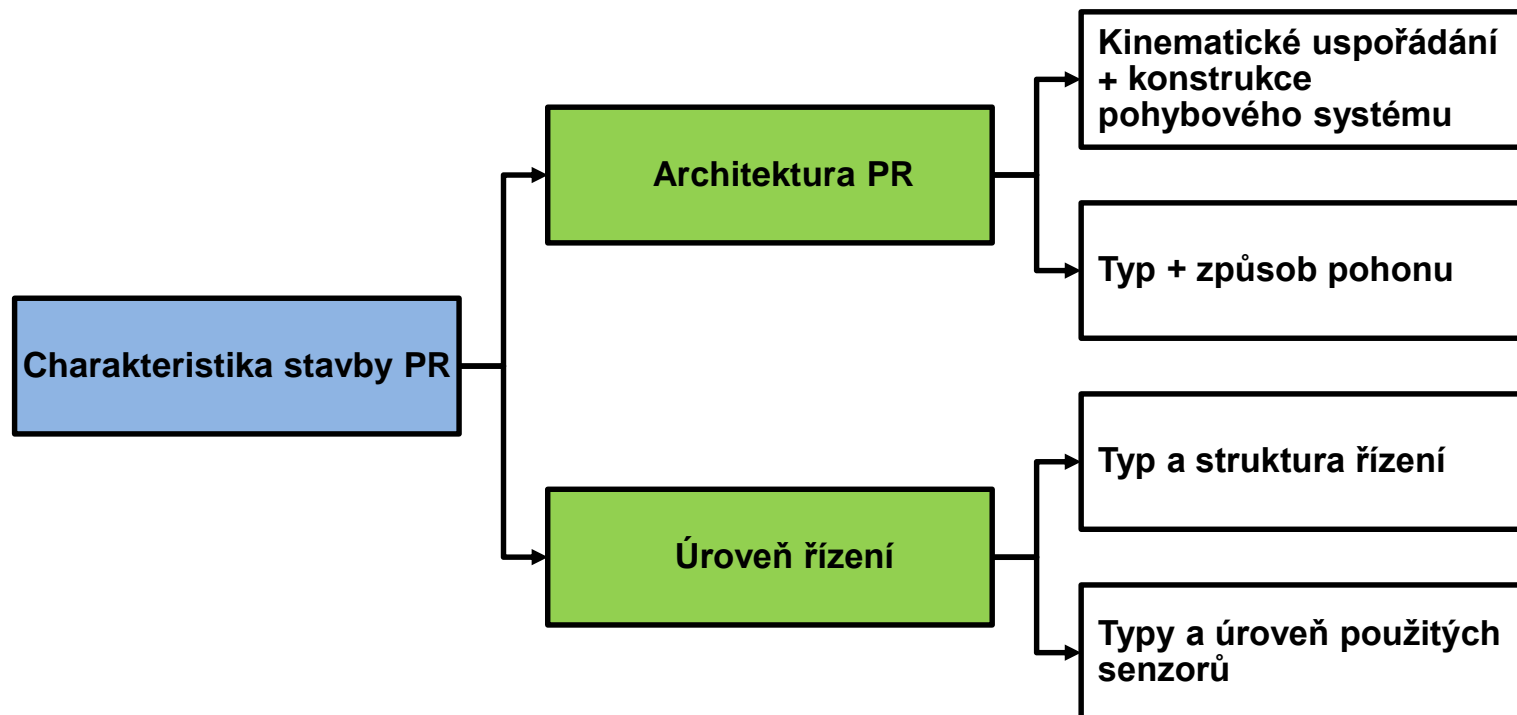 Kinematické uspořádání
+ konstrukce
pohybového systému
Architektura PR
Typ + způsob pohonu
Charakteristika stavby PR
Typ a struktura řízení
Úroveň řízení
Typy a úroveň použitých
senzorů